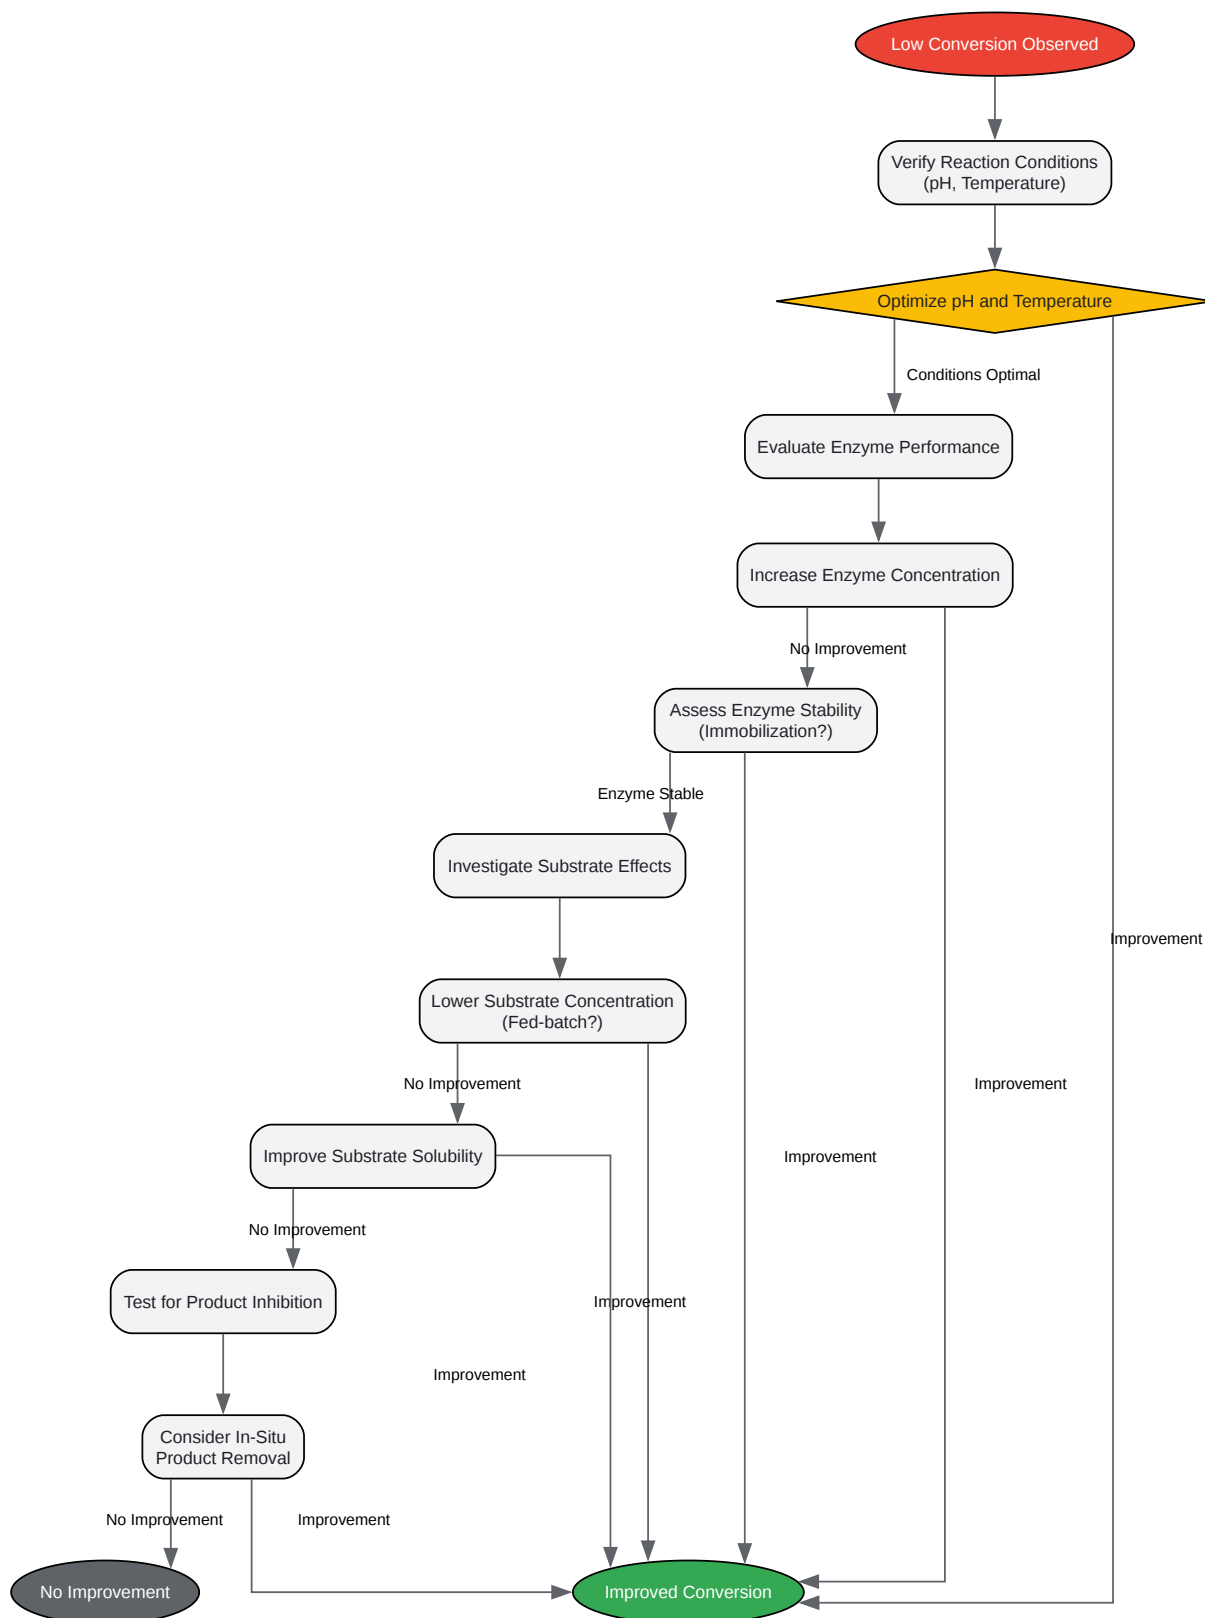 Low Conversion Observed
Verify Reaction Conditions
(pH, Temperature)
Optimize pH and Temperature
Conditions Optimal
Evaluate Enzyme Performance
Increase Enzyme Concentration
No Improvement
Assess Enzyme Stability
(Immobilization?)
Enzyme Stable
Investigate Substrate Effects
Improvement
Lower Substrate Concentration
(Fed-batch?)
No Improvement
Improvement
Improve Substrate Solubility
Improvement
No Improvement
Test for Product Inhibition
Improvement
Improvement
Consider In-Situ
Product Removal
No Improvement
Improvement
No Improvement
Improved Conversion